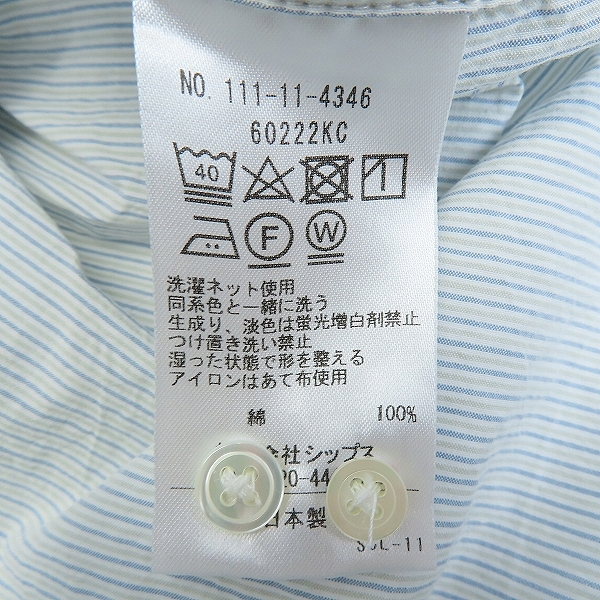 NO. 111-11-4346
60222KC
40
F W
洗濯ネット使用
同系色と一緒に洗う
生成り、淡色は蛍光増白剤禁止
つけ置き洗い禁止
湿った状態で形を整える
アイロンはあて布使用
綿 100%
会社シップス
20-44
日本製
-11